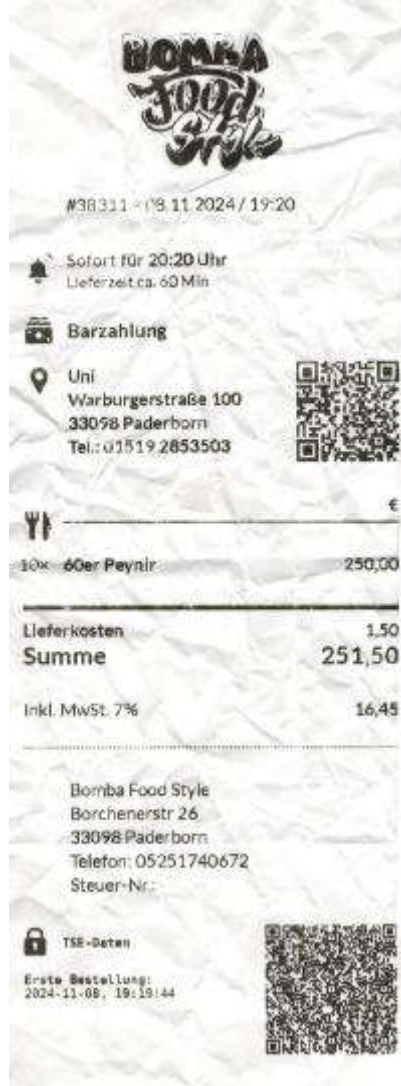 BOMBA
Food
Style
#38311 - 08.11.2024 / 19:20
Sofort für 20:20 Uhr
Lieferzeit ca. 60 Min
Barzahlung
Uni
Warburgerstraße 100
33098 Paderborn
Tel.: 01519 2853503
€
10x 60er Peynir 250,00
Lieferkosten 1,50
Summe 251,50
Inkl. MwSt. 7% 16,45
Bomba Food Style
Borchenerstr 26
33098 Paderborn
Telefon: 05251740672
Steuer-Nr.:
TSE-Daten
Erste Bestellung:
2024-11-08, 19:19:44